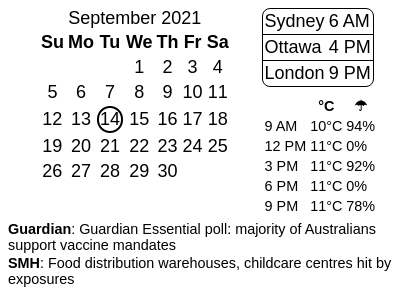 September 2021
Su Mo Tu We Th Fr Sa
1 2 3 4
5 6 7 8 9 10 11
12 13 14 15 16 17 18
19 20 21 22 23 24 25
26 27 28 29 30
Sydney 6 AM
Ottawa 4 PM
London 9 PM
°C ☂
9 AM 10°C 94%
12 PM 11°C 0%
3 PM 11°C 92%
6 PM 11°C 0%
9 PM 11°C 78%
Guardian: Guardian Essential poll: majority of Australians
support vaccine mandates
SMH: Food distribution warehouses, childcare centres hit by
exposures